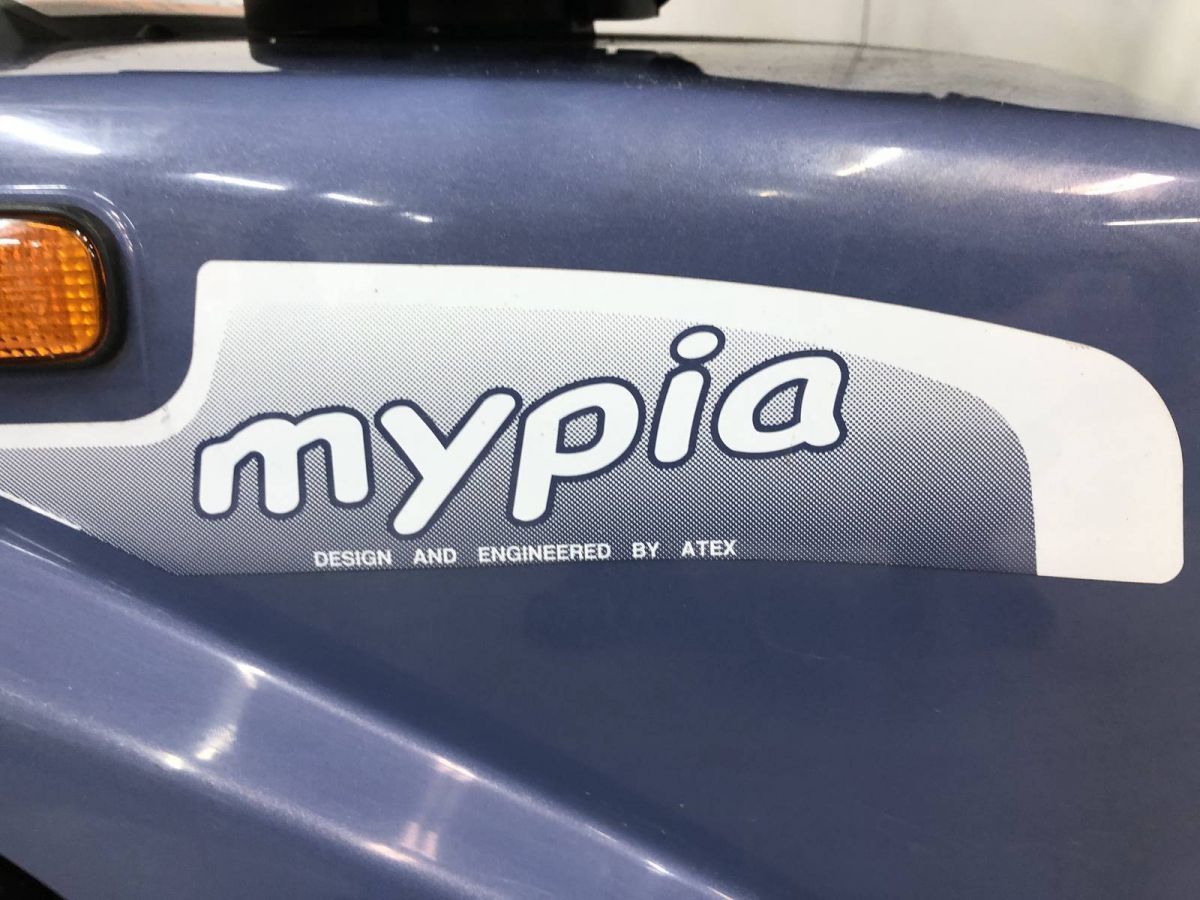 mypia
DESIGN AND ENGINEERED BY ATEX